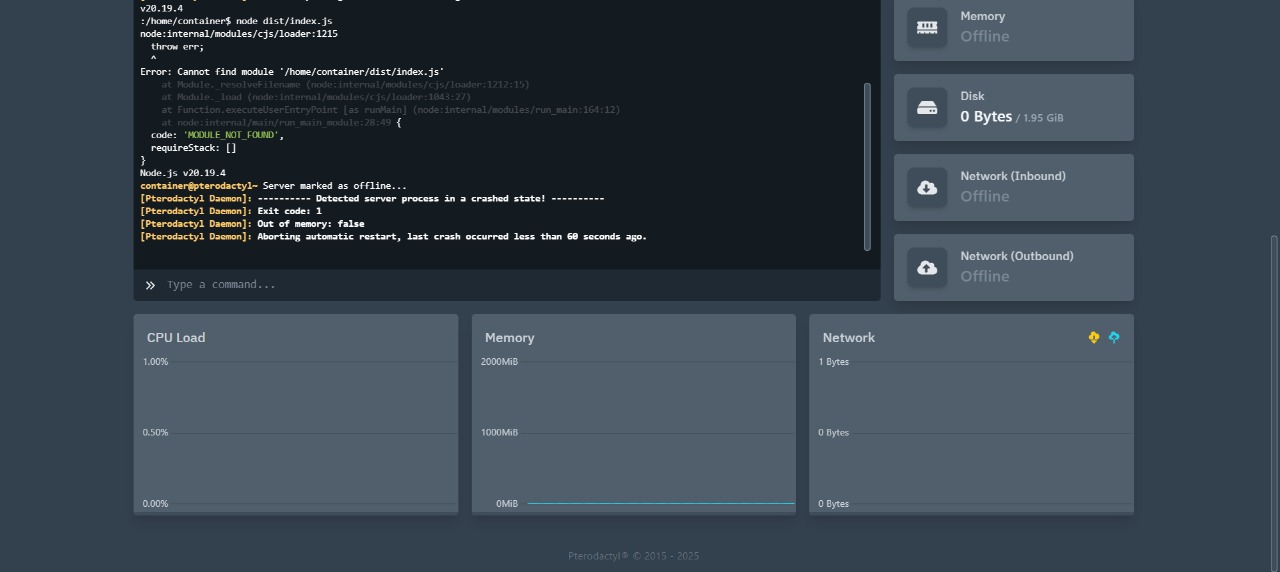 v20.19.4
:/home/container$ node dist/index.js
node:internal/modules/cjs/loader:1215
throw err;
^
Error: Cannot find module '/home/container/dist/index.js'
at Module._resolveFilename (node:internal/modules/cjs/loader:1212:15)
at Module._load (node:internal/modules/cjs/loader:1043:27)
at Function.executeUserEntryPoint [as runMain] (node:internal/modules/run_main:164:12)
at node:internal/main/run_main_module:28:49 {
code: 'MODULE_NOT_FOUND',
requireStack: []
}
Node.js v20.19.4
container@pterodactyl~ Server marked as offline...
[Pterodactyl Daemon]: ---------- Detected server process in a crashed state! ----------
[Pterodactyl Daemon]: Exit code: 1
[Pterodactyl Daemon]: Out of memory: false
[Pterodactyl Daemon]: Aborting automatic restart, last crash occurred less than 60 seconds ago.
Type a command...
Memory
Offline
Disk
0 Bytes / 1.95 GiB
Network (Inbound)
Offline
Network (Outbound)
Offline
CPU Load
1.00%
0.50%
0.00%
Memory
2000MiB
1000MiB
0MiB
Network
1 Bytes
0 Bytes
0 Bytes
Pterodactyl® © 2015 - 2025